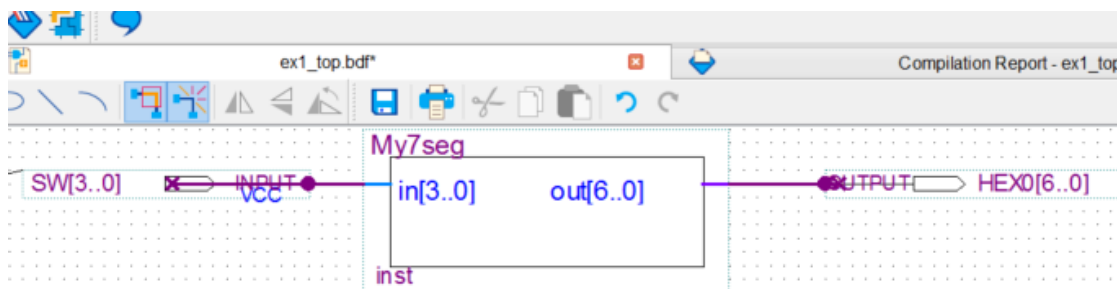 ex1_top.bdf*
Compilation Report - ex1_top
My7seg
SW[3..0] INPUT in[3..0] out[6..0] OUTPUT HEX0[6..0]
VCC
inst